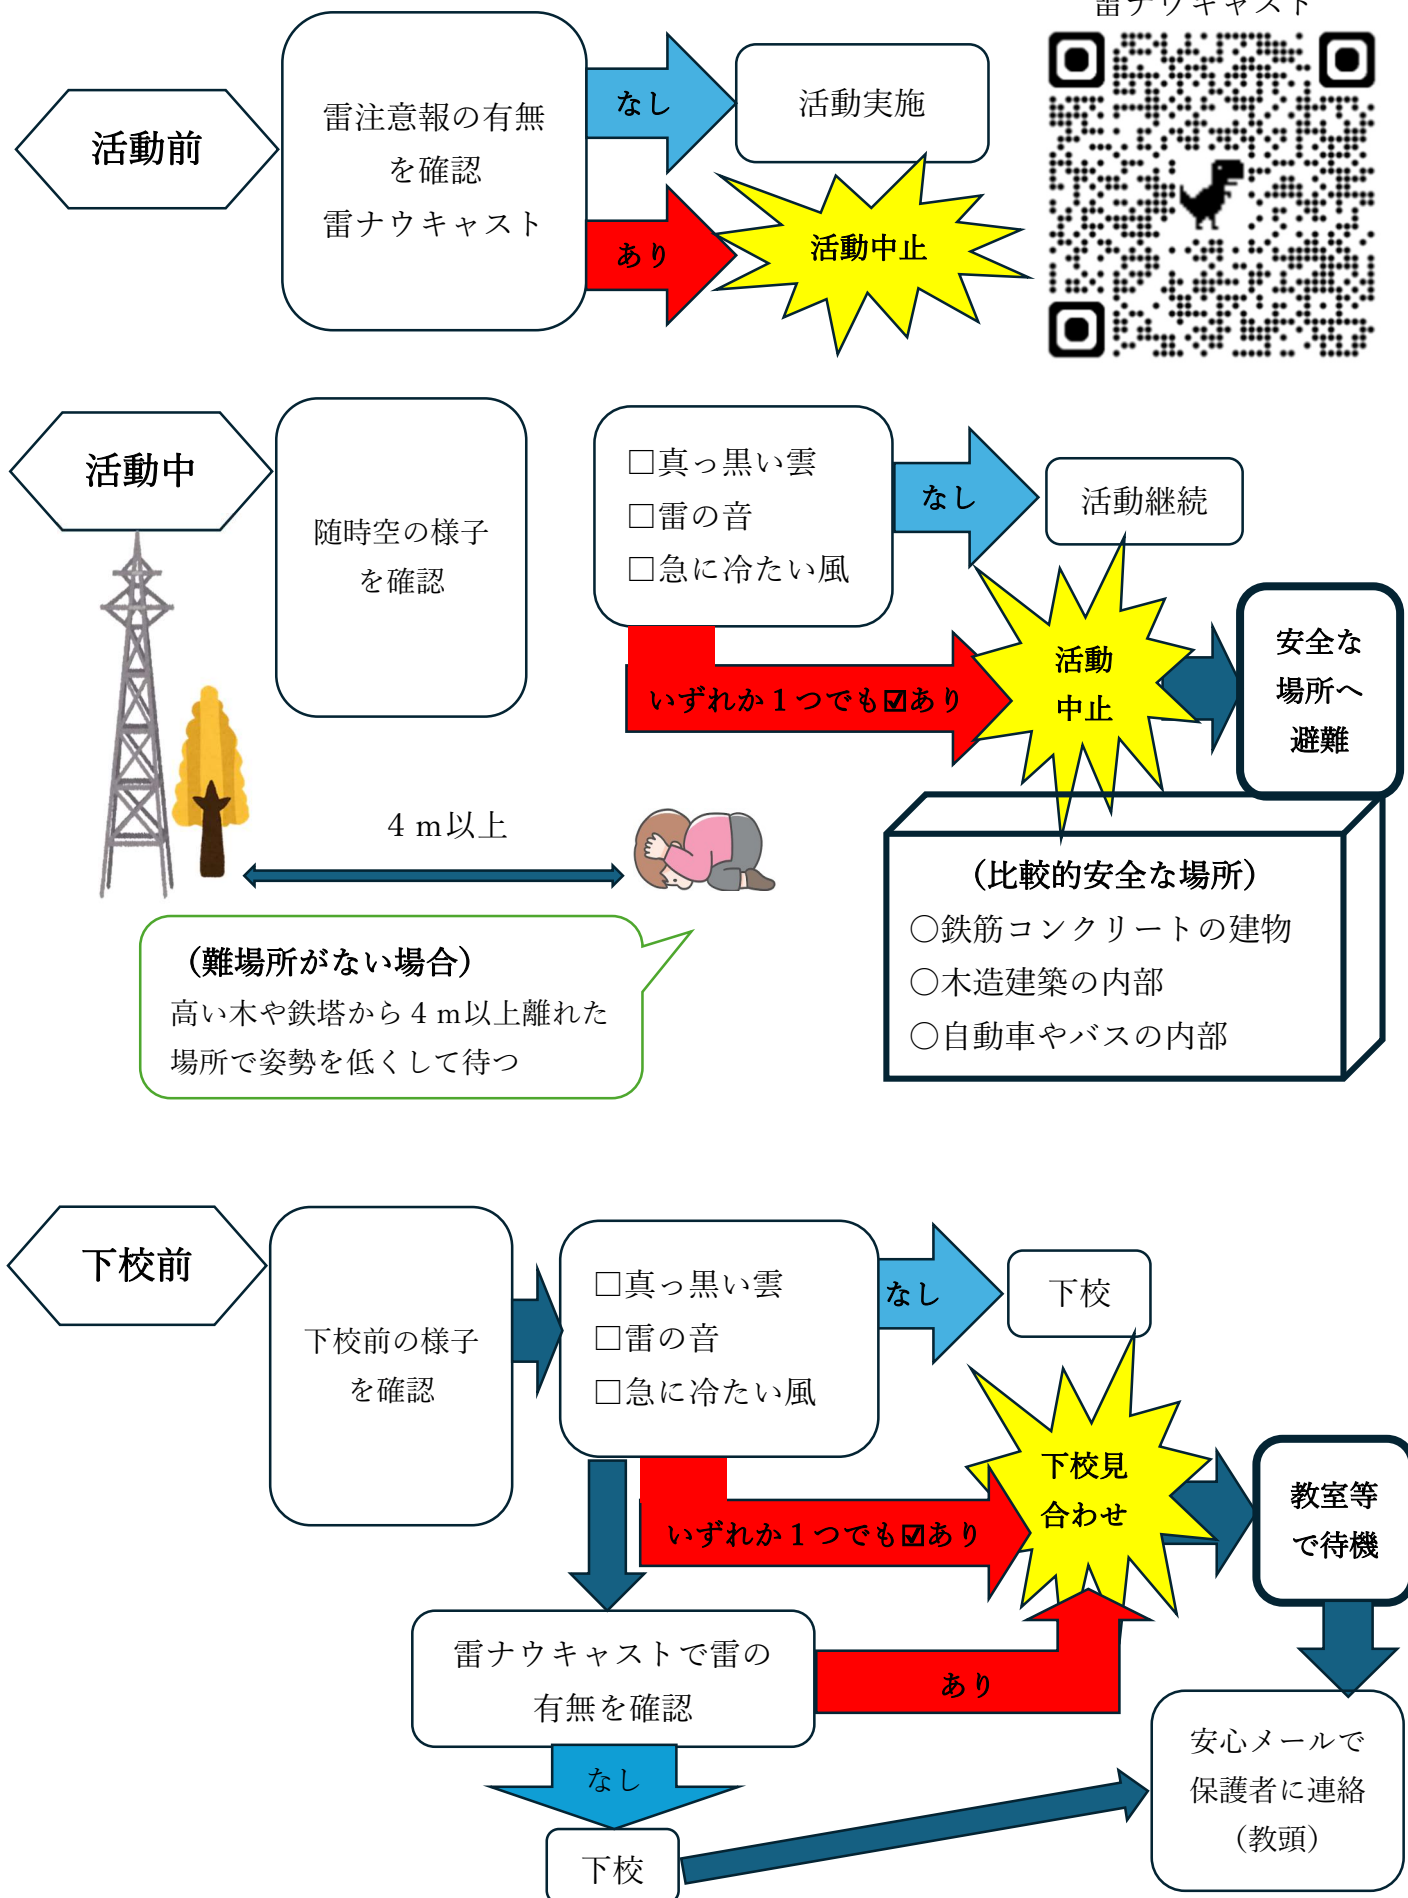 雷ナウキャスト
活動前
雷注意報の有無
を確認
雷ナウキャスト
なし
活動実施
あり
活動中止
活動中
随時空の様子
を確認
□真っ黒い雲
□雷の音
□急に冷たい風
なし
活動継続
いずれか１つでも☑あり
活動
中止
安全な
場所へ
避難
４ｍ以上
（難場所がない場合）
高い木や鉄塔から４ｍ以上離れた
場所で姿勢を低くして待つ
（比較的安全な場所）
○鉄筋コンクリートの建物
○木造建築の内部
○自動車やバスの内部
下校前
下校前の様子
を確認
□真っ黒い雲
□雷の音
□急に冷たい風
なし
下校
いずれか１つでも☑あり
下校見
合わせ
教室等
で待機
雷ナウキャストで雷の
有無を確認
あり
なし
下校
安心メールで
保護者に連絡
（教頭）